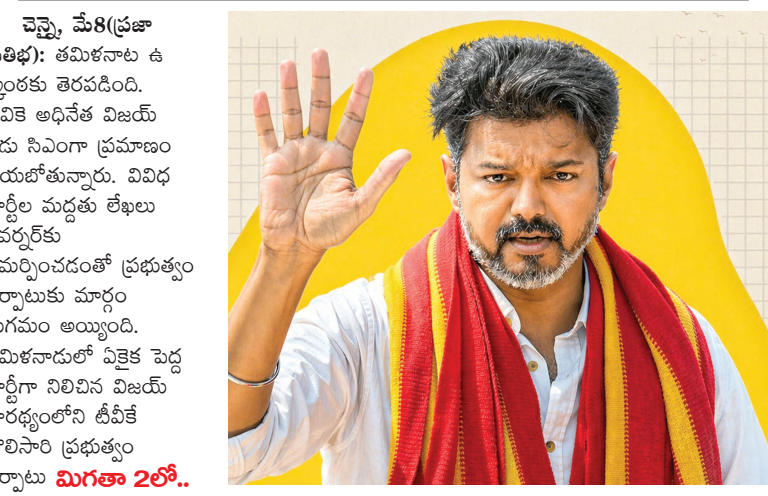 చెన్నై, మే8(ప్రజా
తిభ): తమిళనాట ఉ
కంఠకు తెరపడింది.
వికె అధినేత విజయ్
డు సిఎంగా ప్రమాణం
యబోతున్నారు. వివిధ
ర్టీల మద్దతు లేఖలు
వర్నర్‌కు
మర్పించడంతో ప్రభుత్వం
ర్పాటుకు మార్గం
గమం అయ్యింది.
మిళనాడులో ఏకైక పెద్ద
ర్టీగా నిలిచిన విజయ్
రథ్యంలోని టీవీకే
లిసారి ప్రభుత్వం
ర్పాటు మిగతా 2లో..